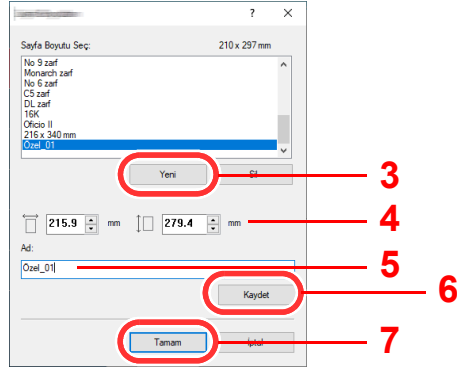 ? ×
Sayfa Boyutu Seç: 210 x 297 mm
No 9 zarf
Monarch zarf
No 6 zarf
C5 zarf
DL zarf
16K
Oficio II
216 x 340 mm
Özel_01
Yeni Sil 3
215.9 mm 279.4 mm 4
Ad:
Özel_01 5
Kaydet 6
Tamam İptal 7